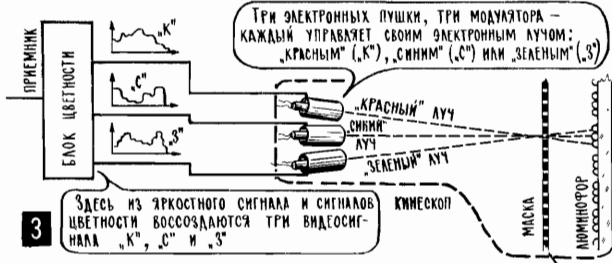 ПРИЕМНИК
БЛОК ЦВЕТНОСТИ
„К"
„С"
„З"
ТРИ ЭЛЕКТРОННЫХ ПУШКИ, ТРИ МОДУЛЯТОРА –
КАЖДЫЙ УПРАВЛЯЕТ СВОИМ ЭЛЕКТРОННЫМ ЛУЧОМ:
„КРАСНЫМ" („К"), „СИНИМ" („С") ИЛИ „ЗЕЛЕНЫМ" („З")
„КРАСНЫЙ" ЛУЧ
„СИНИЙ"
ЛУЧ
„ЗЕЛЕНЫЙ" ЛУЧ
КИНЕСКОП
МАСКА
ЛЮМИНОФОР
3
ЗДЕСЬ ИЗ ЯРКОСТНОГО СИГНАЛА И СИГНАЛОВ
ЦВЕТНОСТИ ВОССОЗДАЮТСЯ ТРИ ВИДЕОСИГ-
НАЛА „К", „С" И „З"